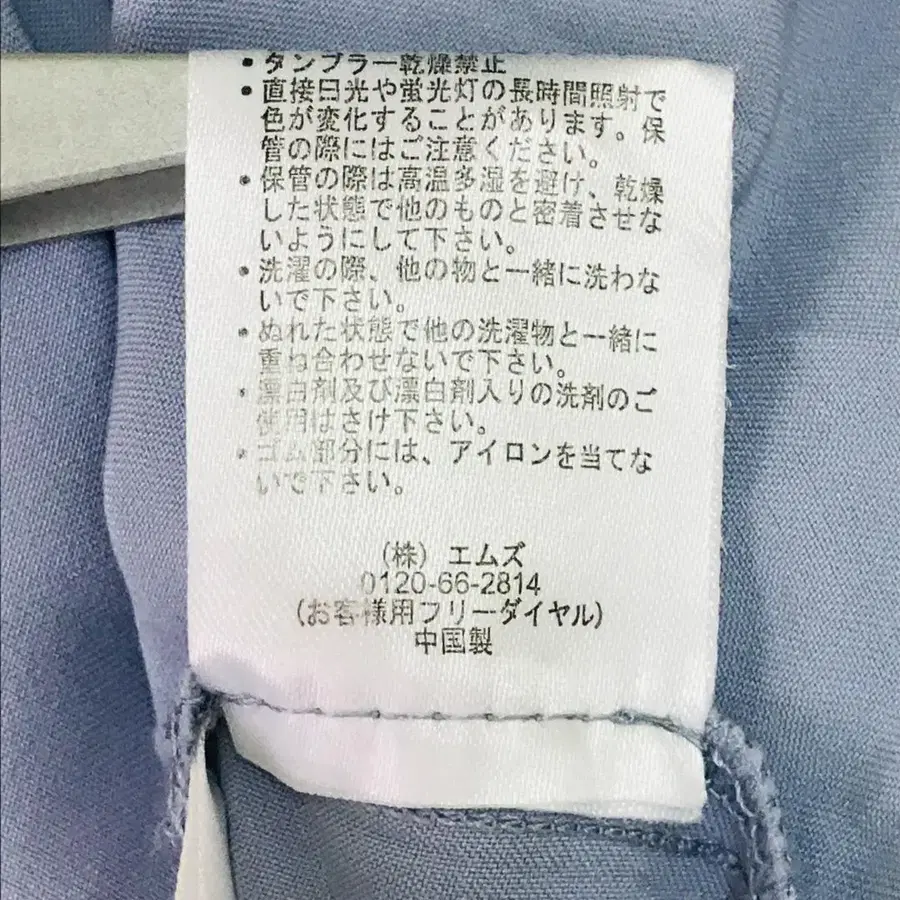 ・タンブラー乾燥禁止
・直接日光や蛍光灯の長時間照射で
色が変化することがあります。保
管の際にはご注意ください。
・保管の際は高温多湿を避け、乾燥
した状態で他のものと密着させな
いようにして下さい。
・洗濯の際、他の物と一緒に洗わな
いで下さい。
・ぬれた状態で他の洗濯物と一緒に
重ね合わせないで下さい。
・漂白剤及び漂白剤入りの洗剤のご
使用はさけ下さい。
・ゴム部分には、アイロンを当てな
いで下さい。
(株) エムズ
0120-66-2814
(お客様用フリーダイヤル)
中国製